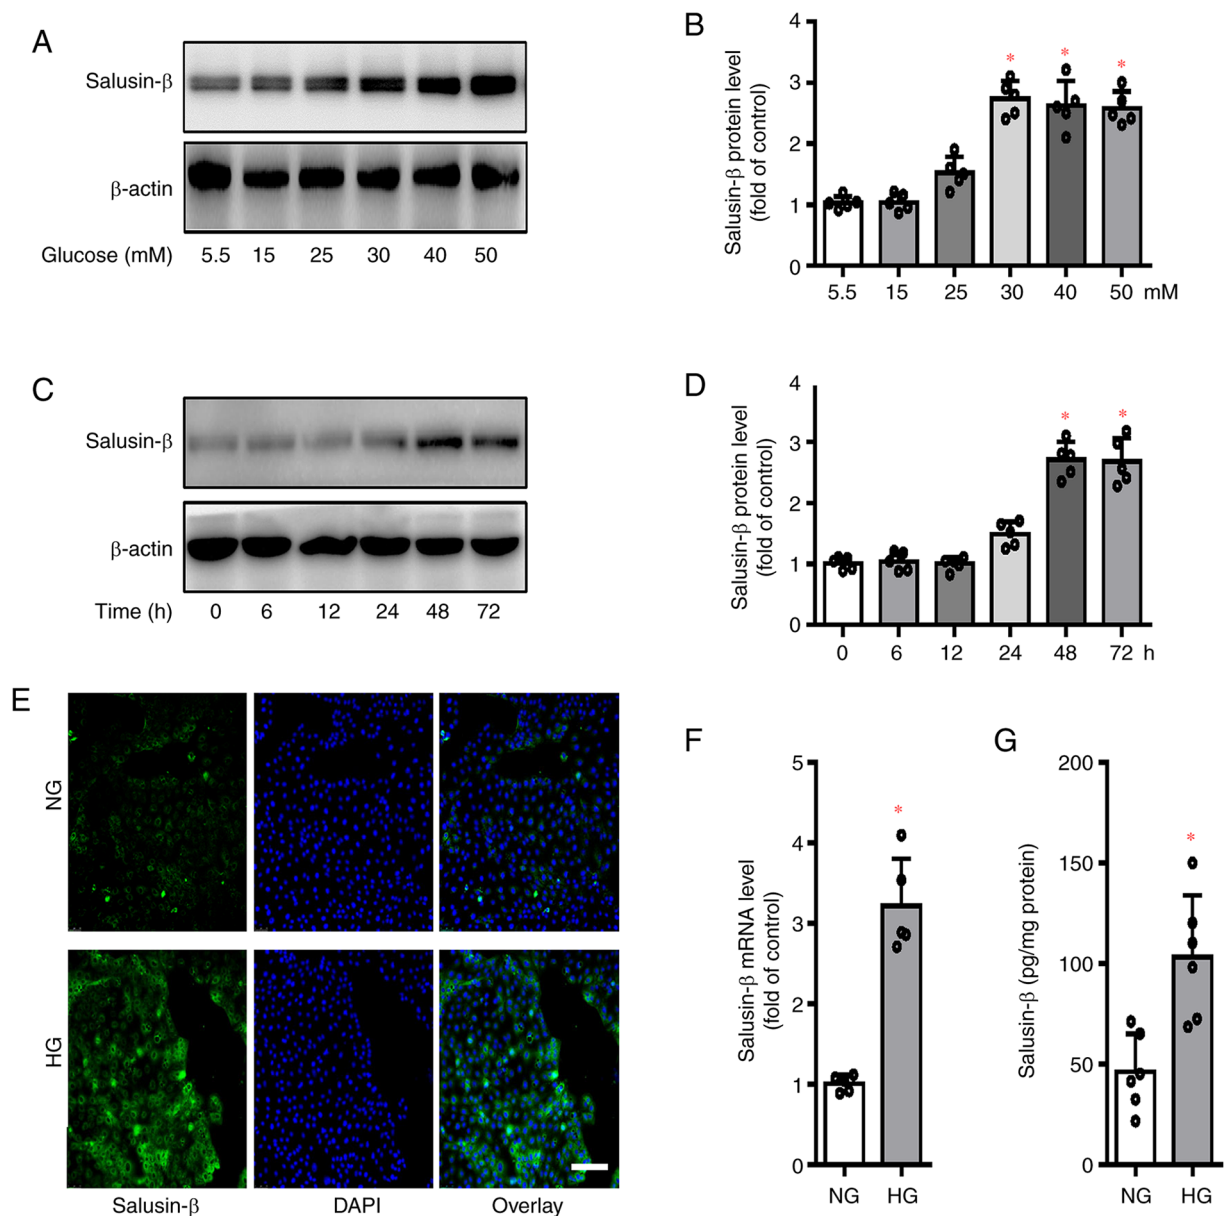 A
Salusin-β
β-actin
Glucose (mM) 5.5 15 25 30 40 50
B
Salusin-β protein level
(fold of control)
4
3
2
1
0
* * *
5.5 15 25 30 40 50 mM
C
Salusin-β
β-actin
Time (h) 0 6 12 24 48 72
D
Salusin-β protein level
(fold of control)
4
3
2
1
0
* *
0 6 12 24 48 72 h
E
NG
HG
Salusin-β DAPI Overlay
F
Salusin-β mRNA level
(fold of control)
5
4
3
2
1
0
*
NG HG
G
Salusin-β (pg/mg protein)
200
150
100
50
0
*
NG HG